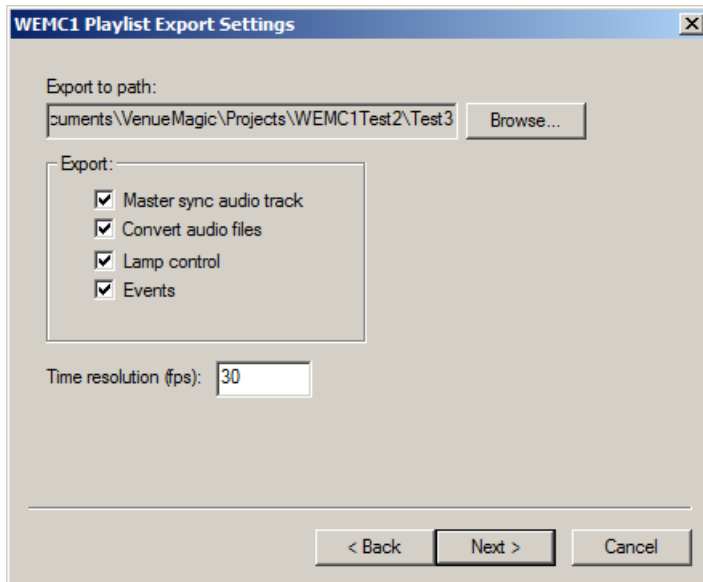 WEMC1 Playlist Export Settings
Export to path:
cuments\VenueMagic\Projects\WEMC1Test2\Test3
Browse...
Export:
Master sync audio track
Convert audio files
Lamp control
Events
Time resolution (fps):
30
< Back
Next >
Cancel